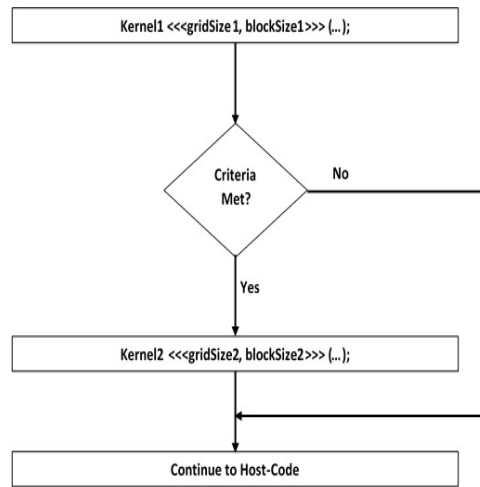 Kernel1 <<<gridSize1, blockSize1>>> (...);
Criteria
Met?
No
Yes
Kernel2 <<<gridSize2, blockSize2>>> (...);
Continue to Host-Code